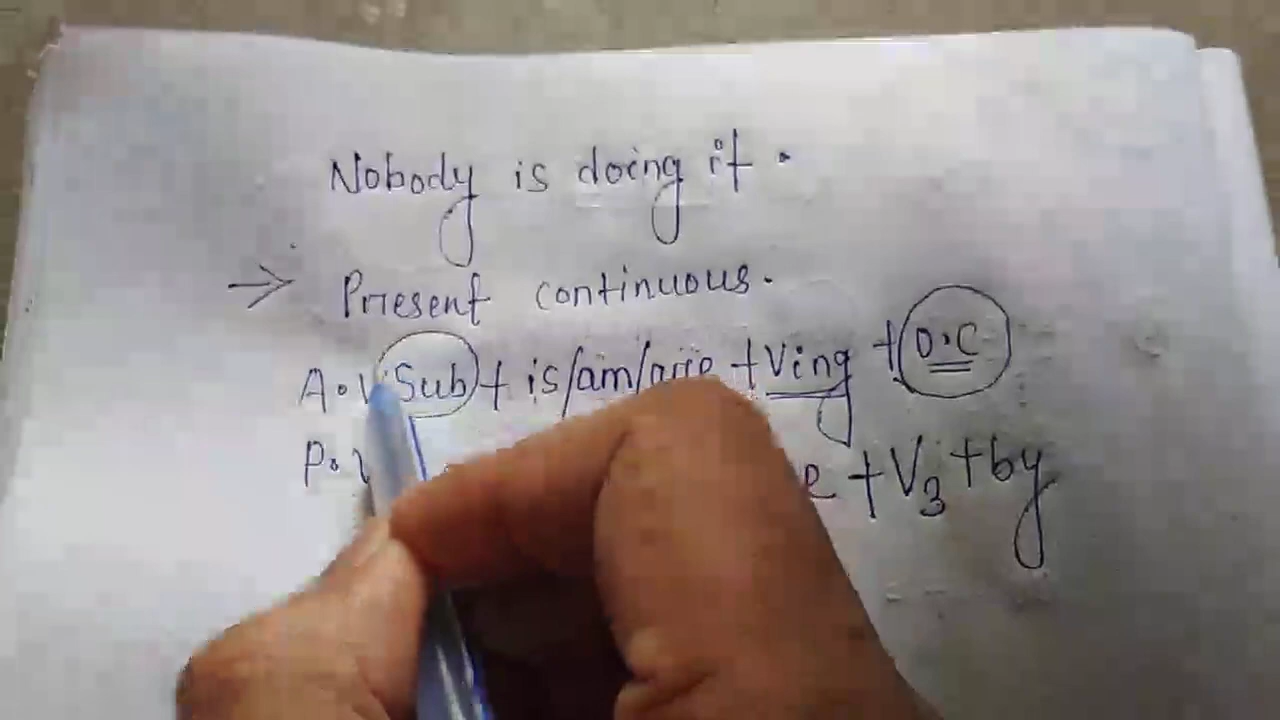 Nobody is doing it.
→ Present continuous.
A.V Sub + is/am/are + Ving + O.C
P. + V3 + by